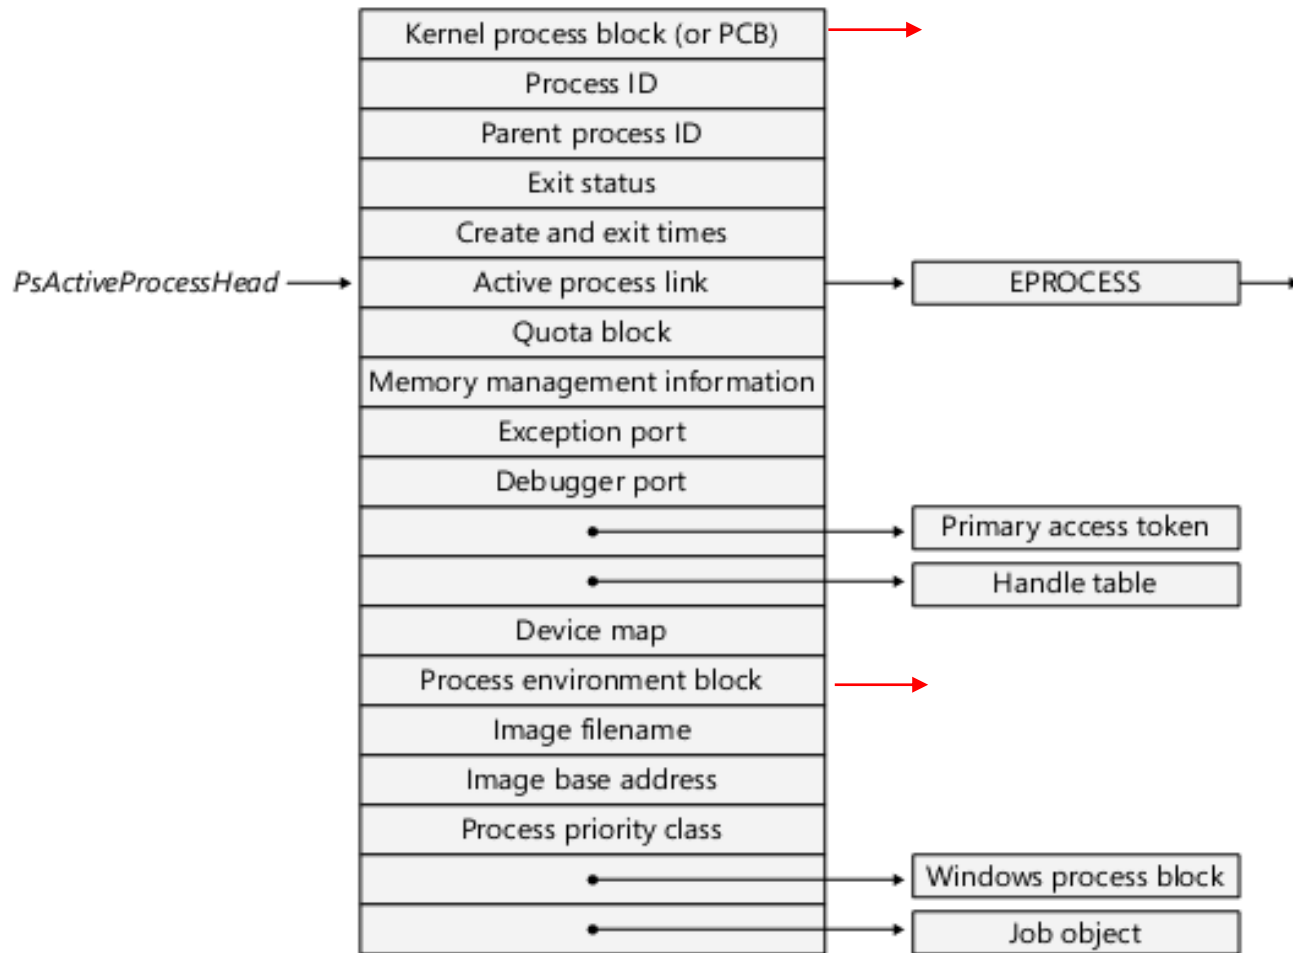 Kernel process block (or PCB)
Process ID
Parent process ID
Exit status
Create and exit times
PsActiveProcessHead
Active process link
EPROCESS
Quota block
Memory management information
Exception port
Debugger port
Primary access token
Handle table
Device map
Process environment block
Image filename
Image base address
Process priority class
Windows process block
Job object